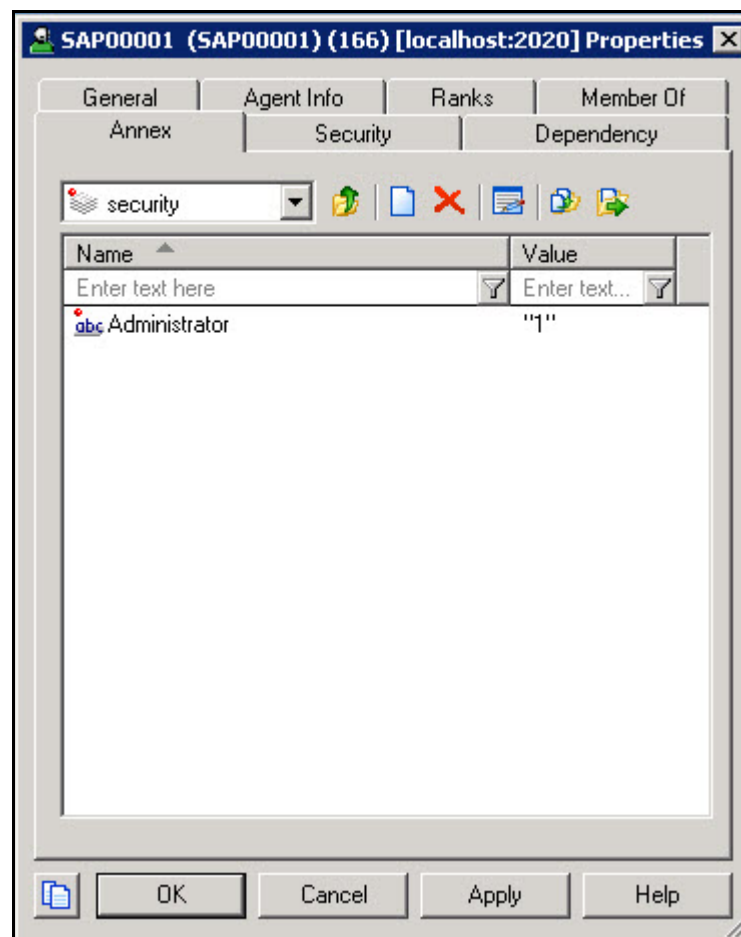 SAP00001 (SAP00001) (166) [localhost:2020] Properties
General Agent Info Ranks Member Of
Annex Security Dependency
security
Name Value
Enter text here Enter text...
abc Administrator "1"
OK Cancel Apply Help